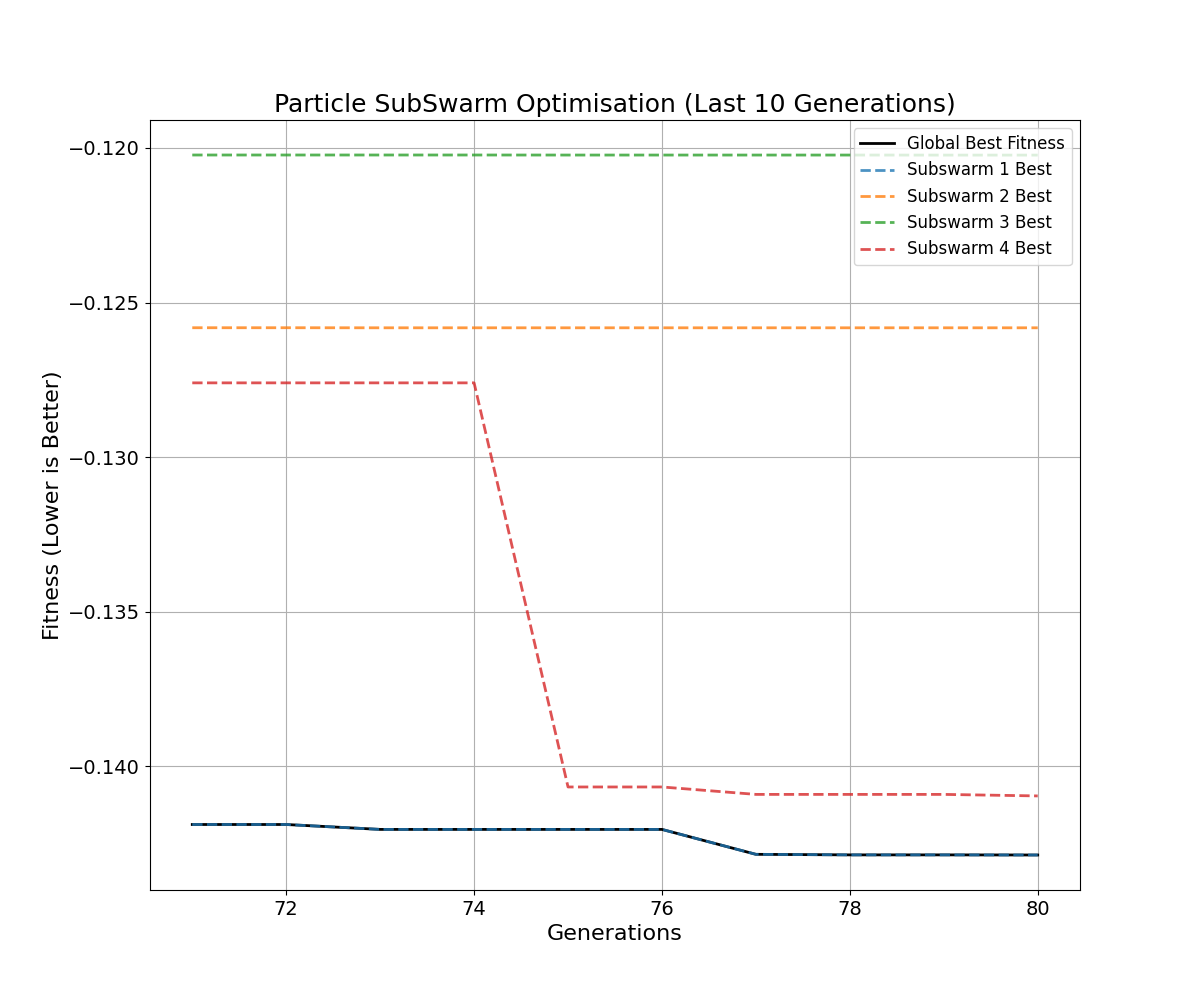 Particle SubSwarm Optimisation (Last 10 Generations)
Global Best Fitness
Subswarm 1 Best
Subswarm 2 Best
Subswarm 3 Best
Subswarm 4 Best
Fitness (Lower is Better)
−0.120
−0.125
−0.130
−0.135
−0.140
72 74 76 78 80
Generations